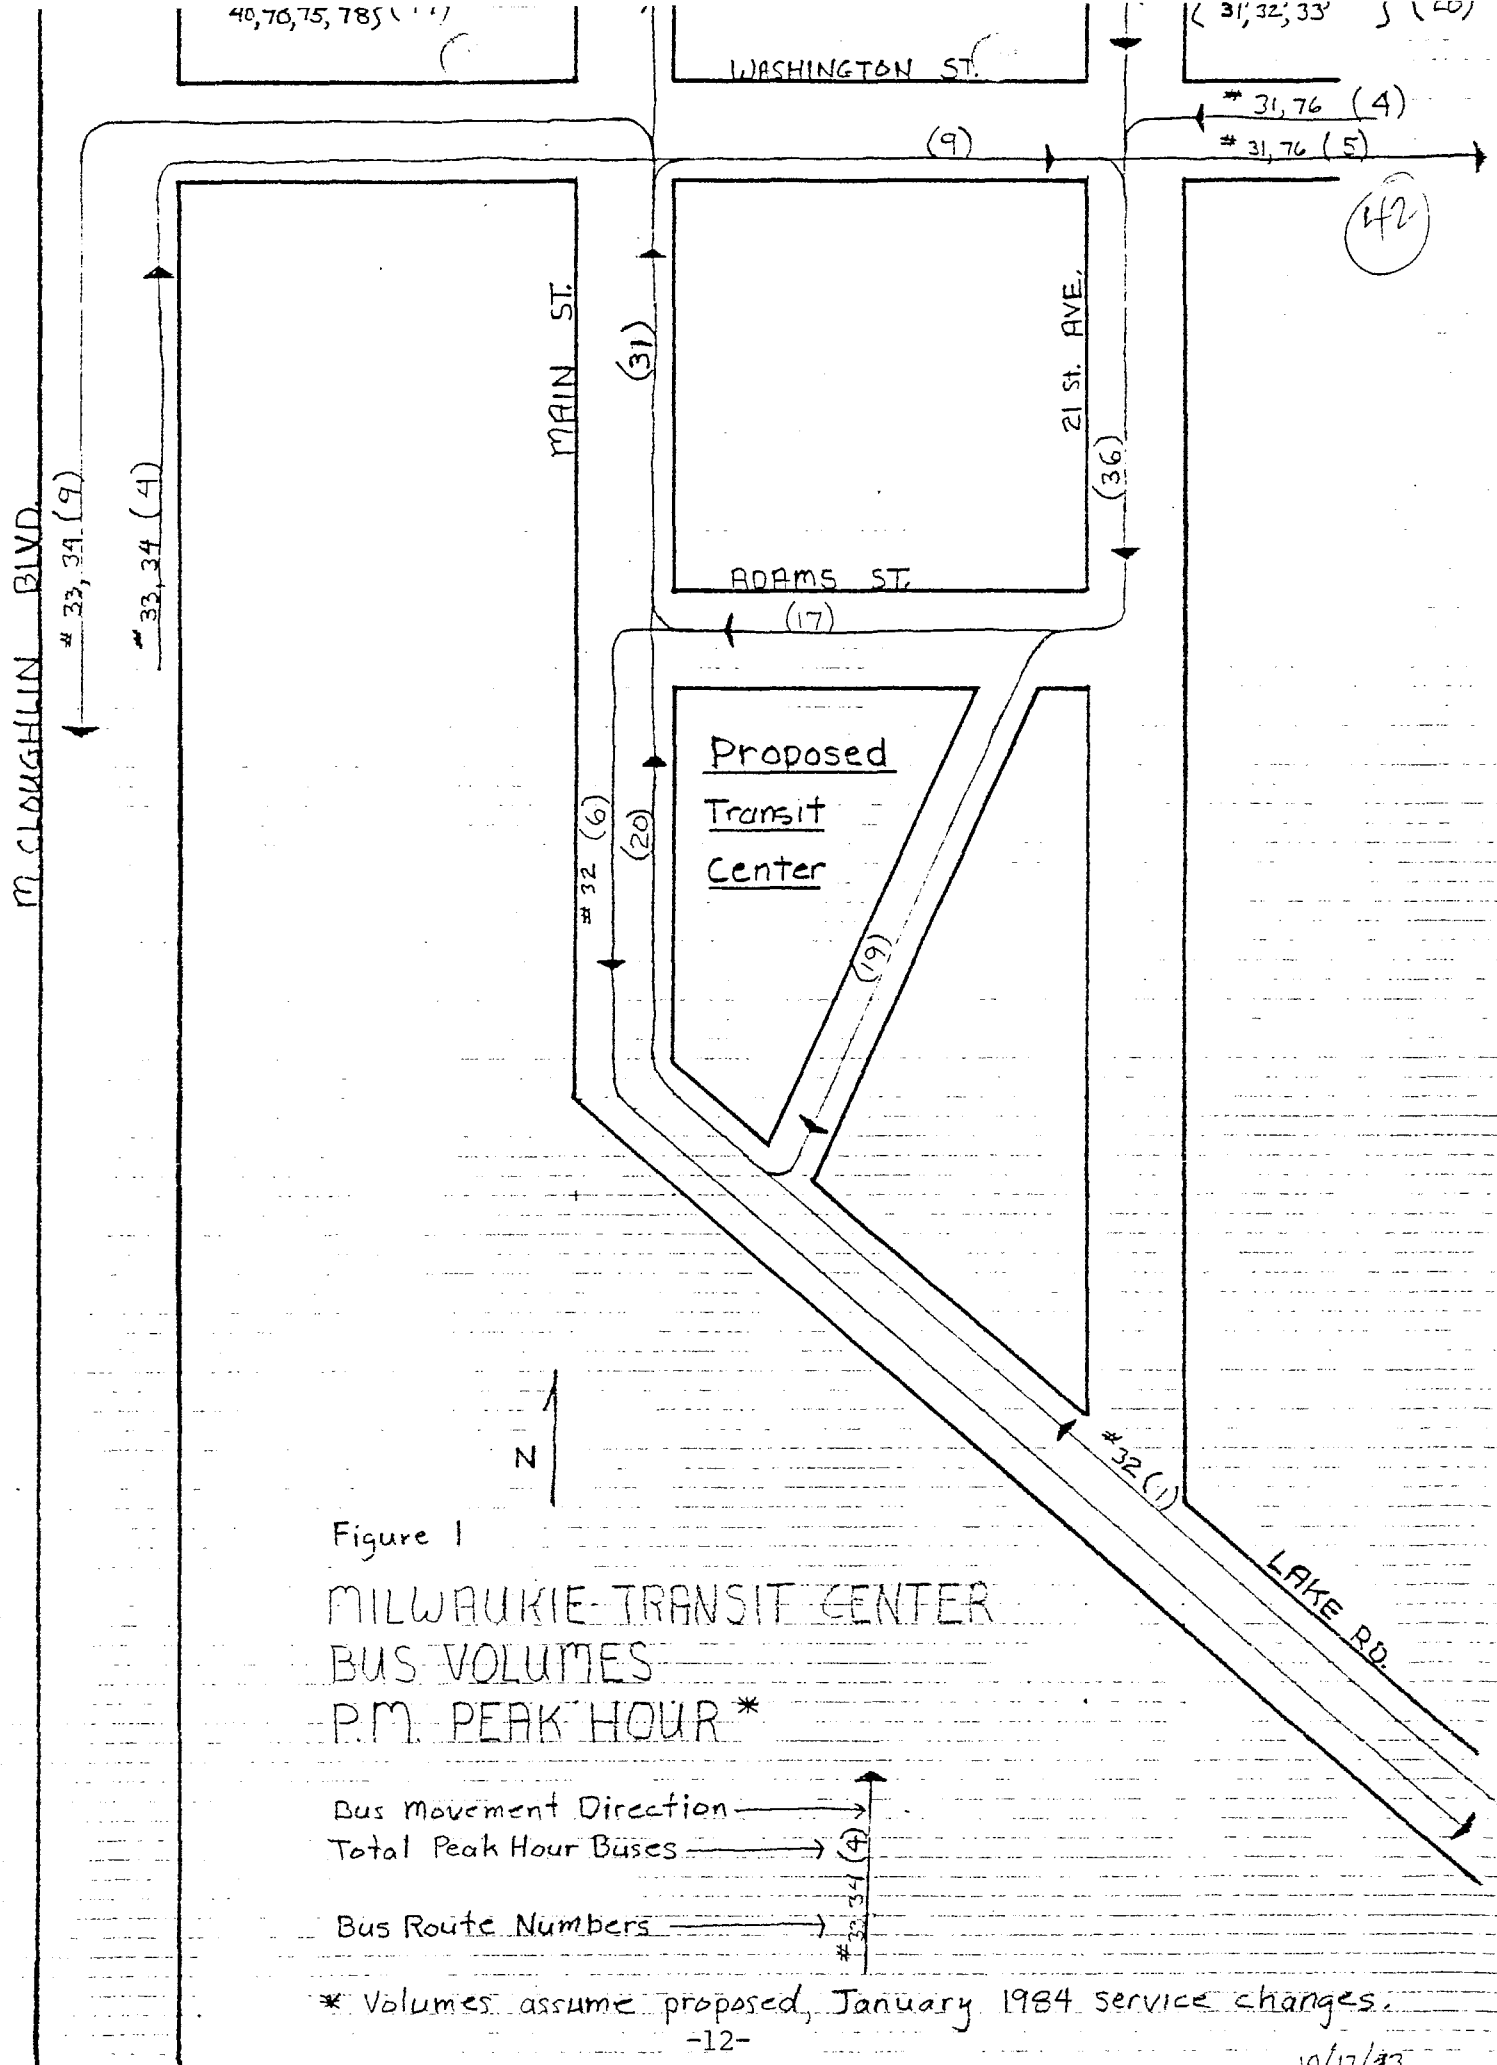 40,70,75,78
31,32,33
WASHINGTON ST.
# 31,76 (4)
(9)
# 31,76 (5)
42
MAIN ST.
(31)
21 St. AVE.
(36)
MCLOUGHLIN BLVD.
# 33,34 (9)
# 33,34 (4)
ADAMS ST.
(17)
Proposed
Transit
Center
# 32 (6)
(20)
(19)
N
# 32 (1)
LAKE RD.
Figure 1
MILWAUKIE TRANSIT CENTER
BUS VOLUMES
P.M. PEAK HOUR *
Bus Movement Direction
Total Peak Hour Buses
(4)
Bus Route Numbers
# 33 34
* Volumes assume proposed, January 1984 service changes.
-12-